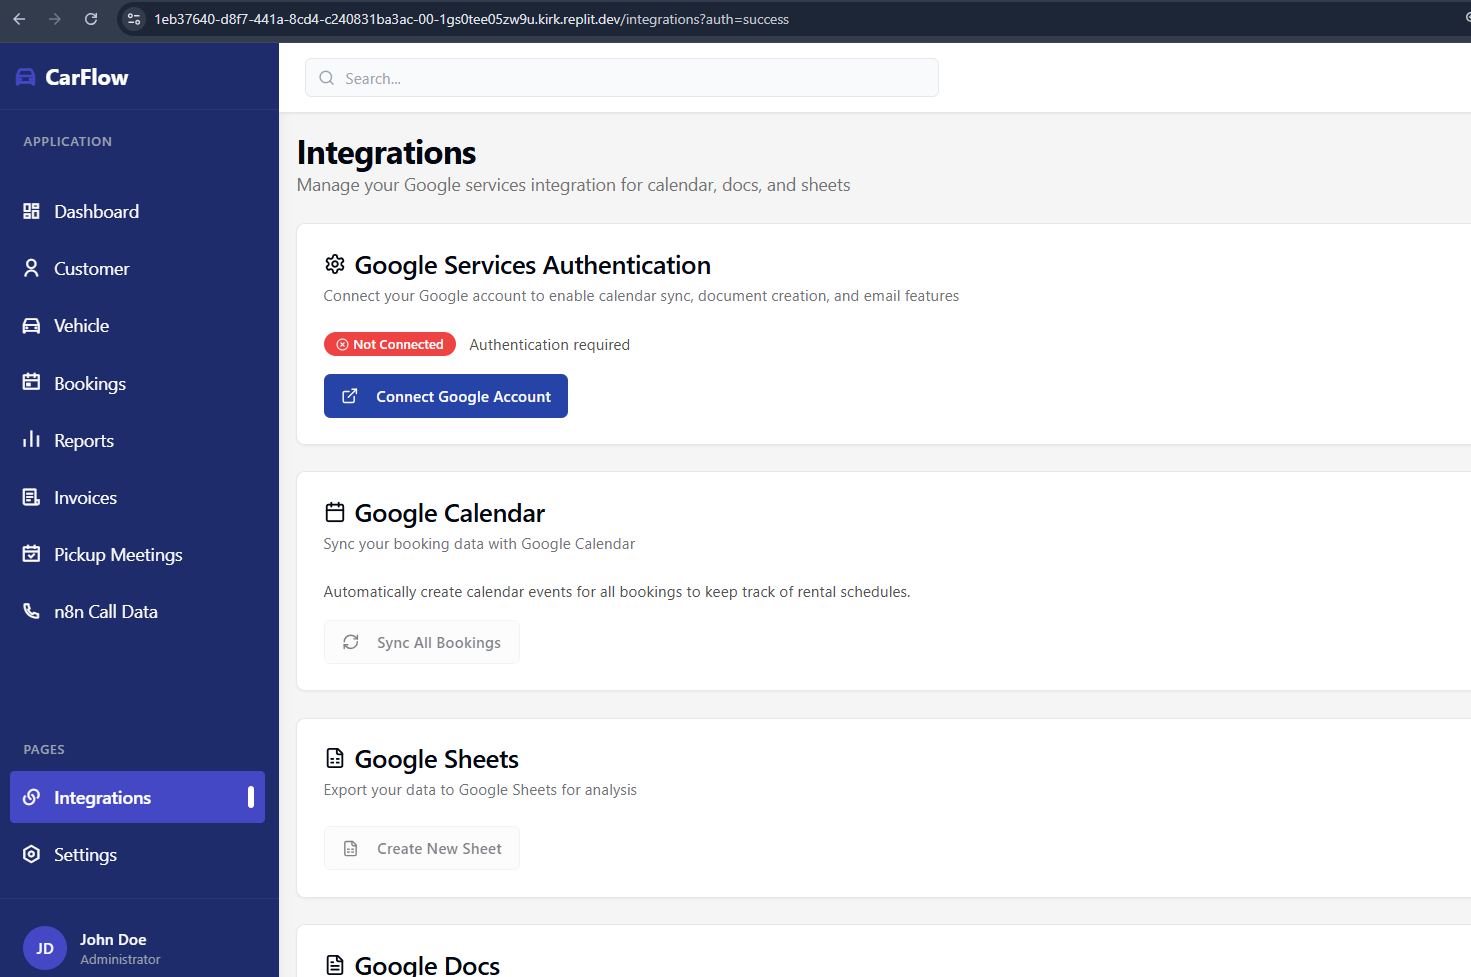 1eb37640-d8f7-441a-8cd4-c240831ba3ac-00-1gs0tee05zw9u.kirk.replit.dev/integrations?auth=success
CarFlow
APPLICATION
Dashboard
Customer
Vehicle
Bookings
Reports
Invoices
Pickup Meetings
n8n Call Data
PAGES
Integrations
Settings
JD
John Doe
Administrator
Search...
Integrations
Manage your Google services integration for calendar, docs, and sheets
Google Services Authentication
Connect your Google account to enable calendar sync, document creation, and email features
Not Connected Authentication required
Connect Google Account
Google Calendar
Sync your booking data with Google Calendar
Automatically create calendar events for all bookings to keep track of rental schedules.
Sync All Bookings
Google Sheets
Export your data to Google Sheets for analysis
Create New Sheet
Google Docs